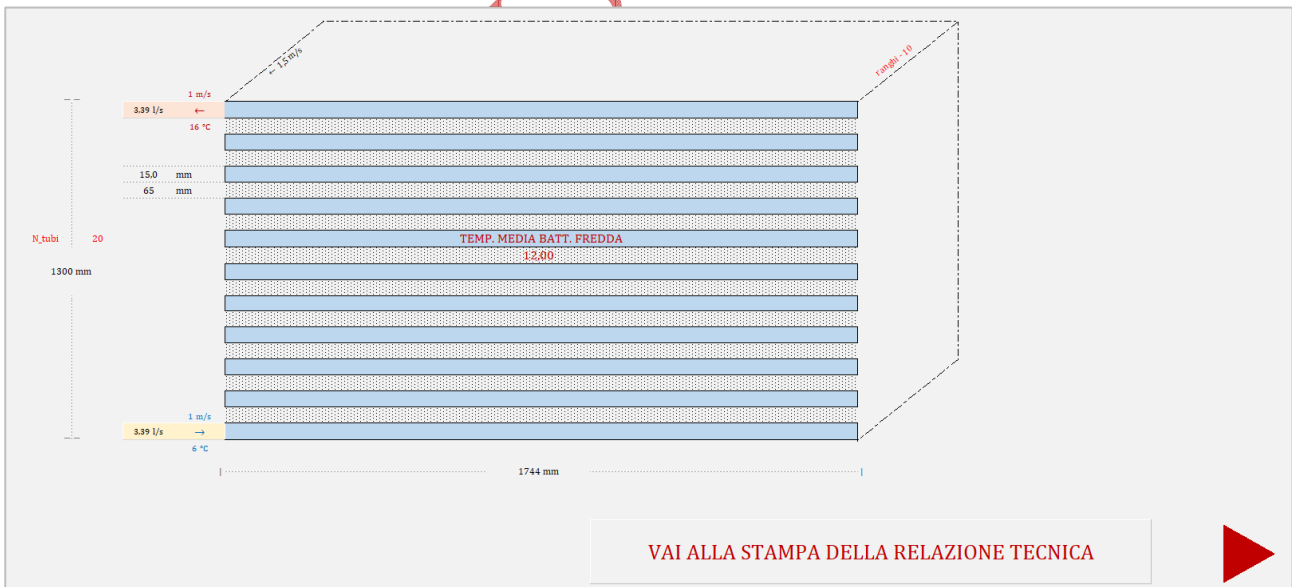 ← 1,5 m/s
ranghi - 10
1 m/s
3,39 l/s ←
16 °C
15,0 mm
65 mm
N_tubi 20
TEMP. MEDIA BATT. FREDDA
12,00
1300 mm
1 m/s
3,39 l/s →
6 °C
1744 mm
VAI ALLA STAMPA DELLA RELAZIONE TECNICA